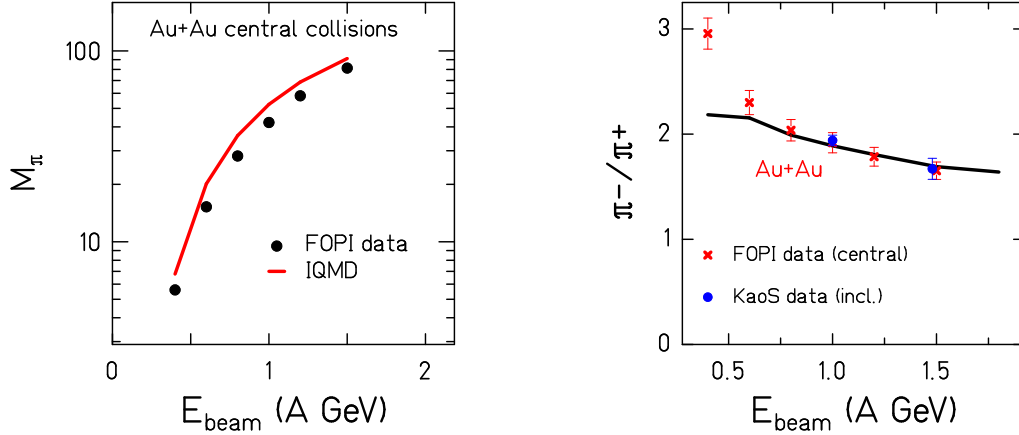 Au+Au central collisions
100
10
M_π
FOPI data
IQMD
0
1
2
E_beam (A GeV)
3
2
1
0
π-/π+
Au+Au
FOPI data (central)
KaoS data (incl.)
0.5
1.0
1.5
E_beam (A GeV)